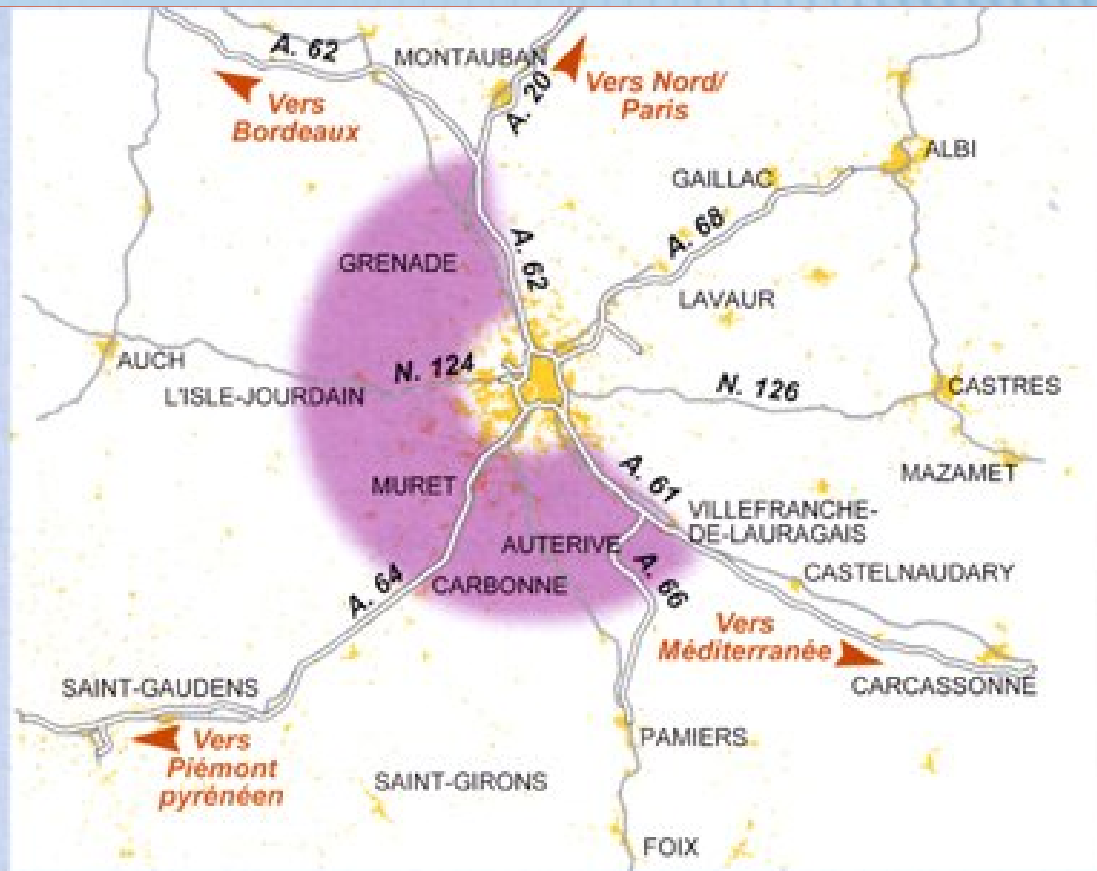 A. 62
MONTAUBAN
A. 20
Vers Nord/
Paris
Vers
Bordeaux
ALBI
GAILLAC
A. 68
GRENADE
A. 62
LAVAUR
AUCH
N. 124
L'ISLE-JOURDAIN
N. 126
CASTRES
MAZAMET
MURET
A. 61
VILLEFRANCHE-
DE-LAURAGAIS
AUTERIVE
A. 66
CASTELNAUDARY
A. 64
CARBONNE
Vers
Méditerranée
CARCASSONNE
SAINT-GAUDENS
Vers
Piémont
pyrénéen
PAMIERS
SAINT-GIRONS
FOIX